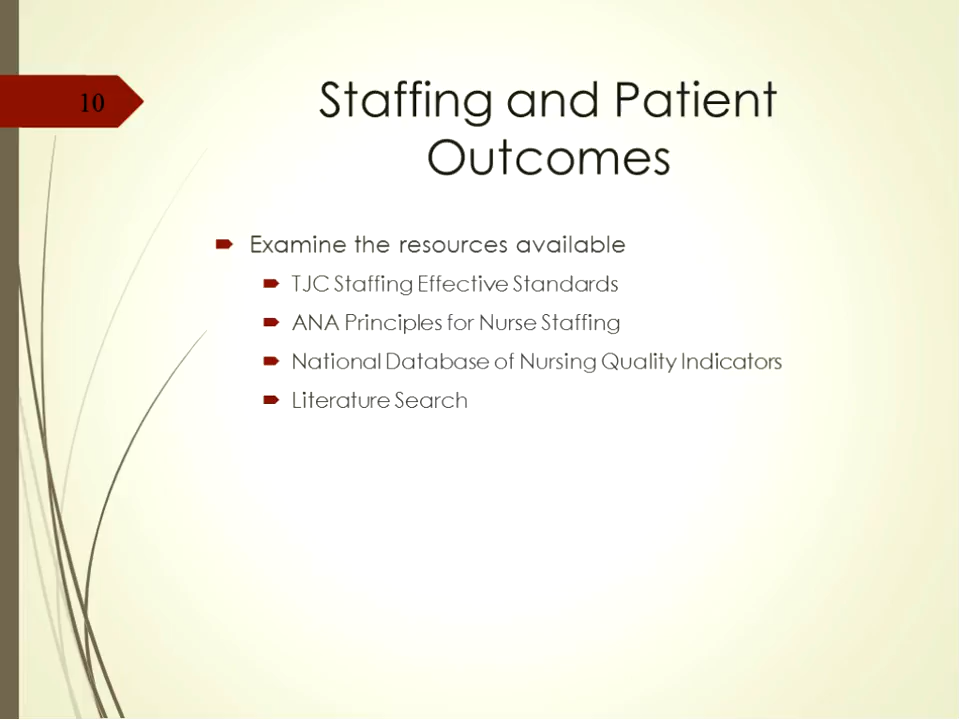 10
Staffing and Patient
Outcomes
Examine the resources available
TJC Staffing Effective Standards
ANA Principles for Nurse Staffing
National Database of Nursing Quality Indicators
Literature Search